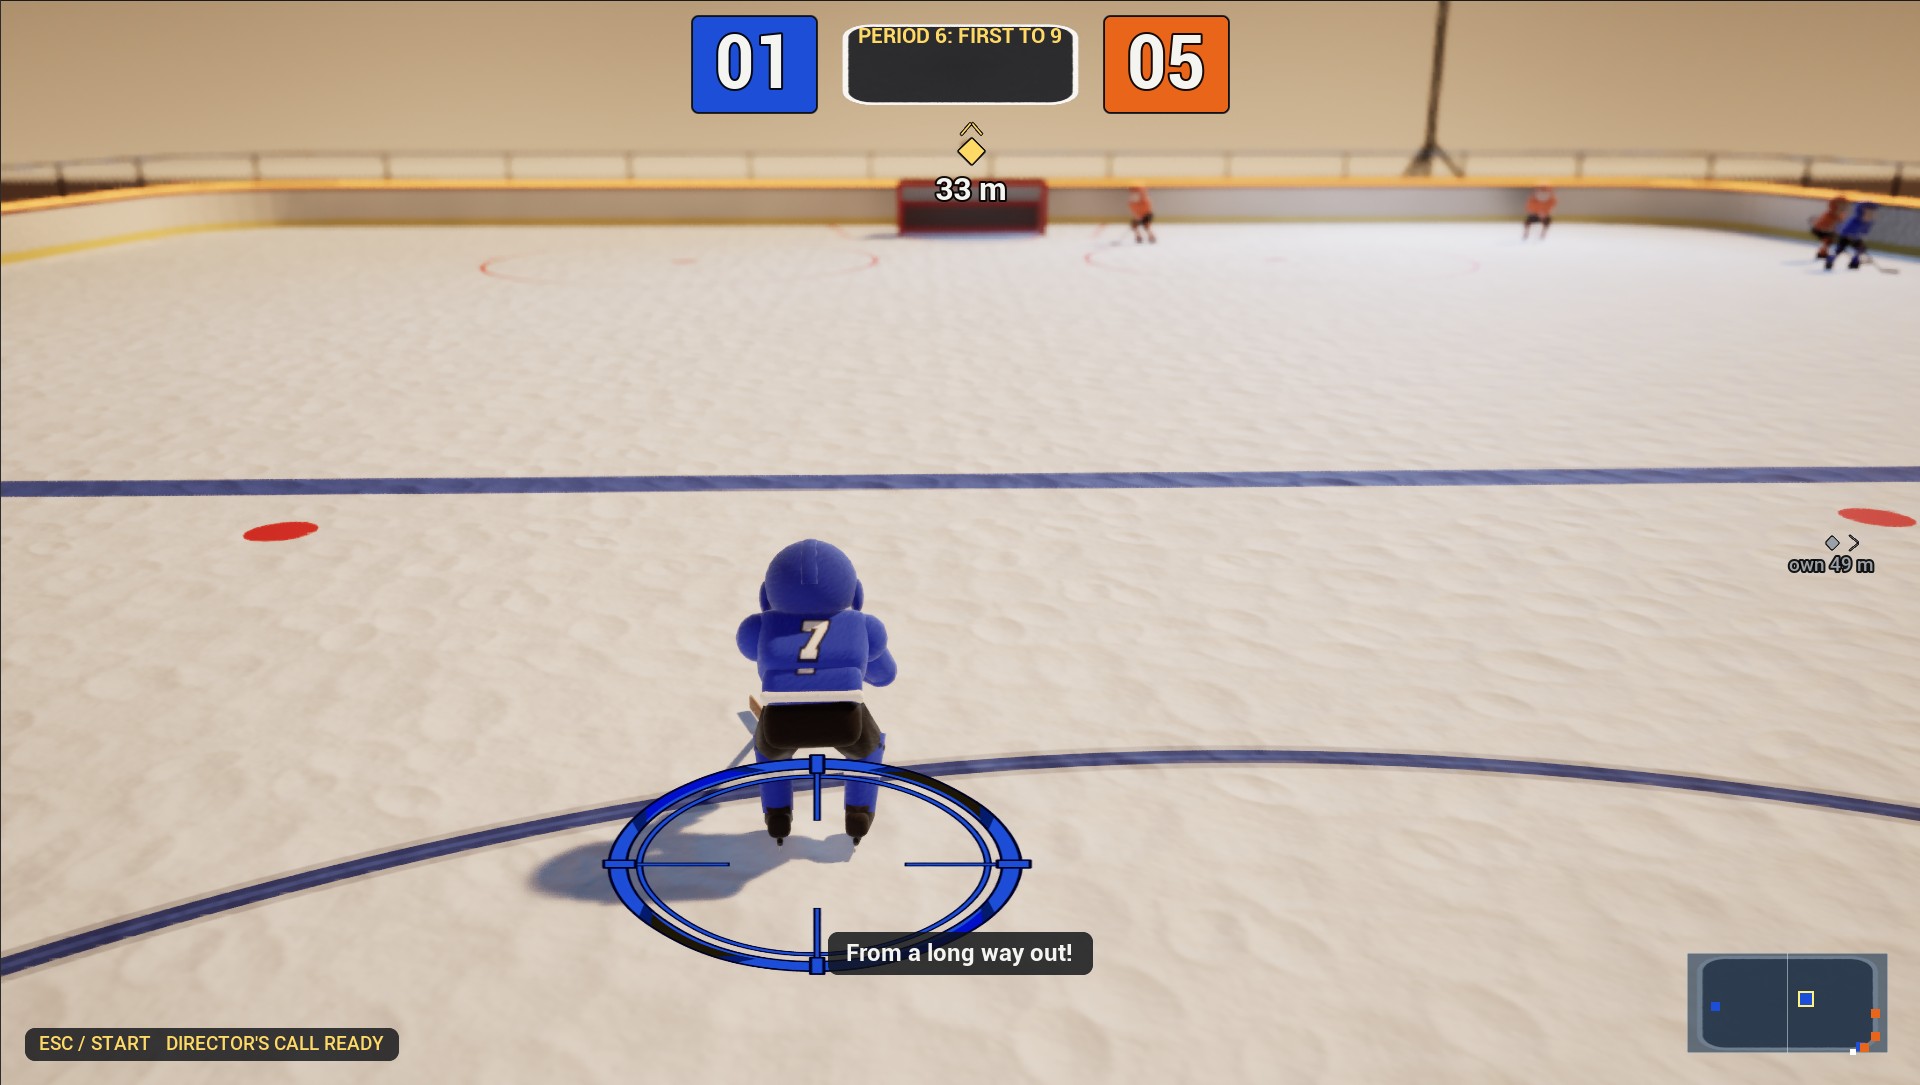 01
PERIOD 6: FIRST TO 9
05
33 m
own 49 m
7
From a long way out!
ESC / START DIRECTOR'S CALL READY